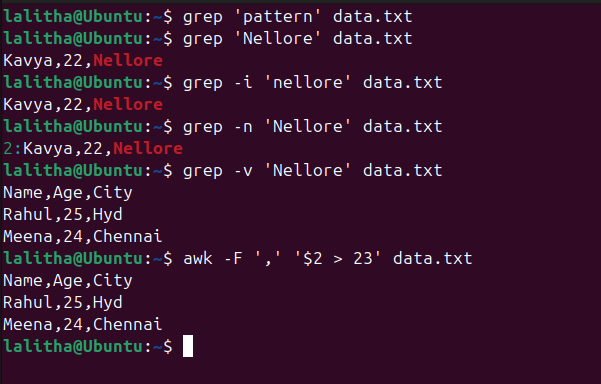 lalitha@Ubuntu:~$ grep 'pattern' data.txt
lalitha@Ubuntu:~$ grep 'Nellore' data.txt
Kavya,22,Nellore
lalitha@Ubuntu:~$ grep -i 'nellore' data.txt
Kavya,22,Nellore
lalitha@Ubuntu:~$ grep -n 'Nellore' data.txt
2:Kavya,22,Nellore
lalitha@Ubuntu:~$ grep -v 'Nellore' data.txt
Name,Age,City
Rahul,25,Hyd
Meena,24,Chennai
lalitha@Ubuntu:~$ awk -F ',' '$2 > 23' data.txt
Name,Age,City
Rahul,25,Hyd
Meena,24,Chennai
lalitha@Ubuntu:~$